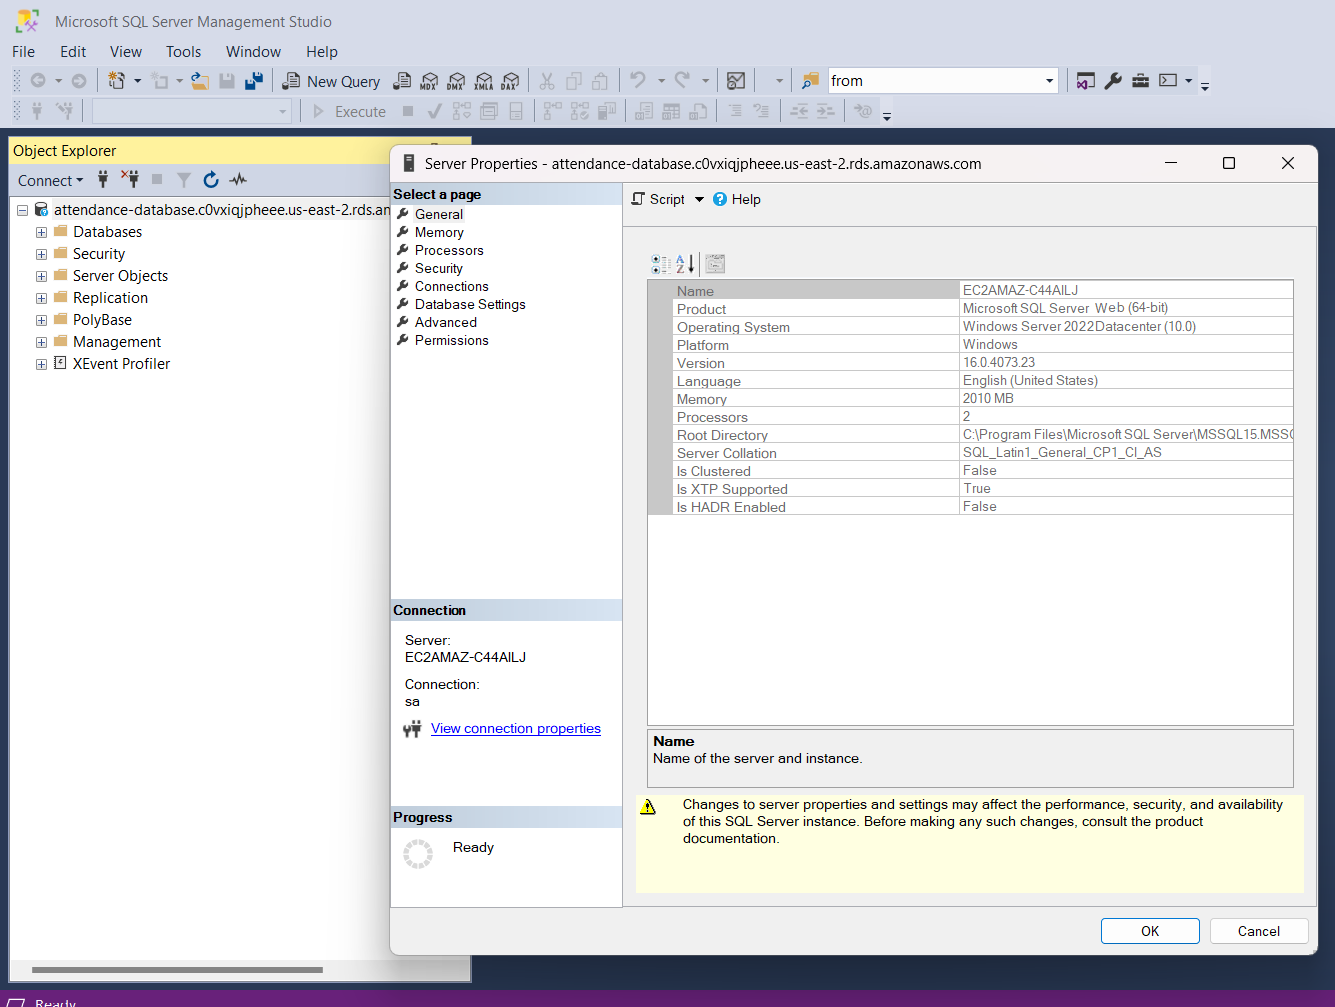 Microsoft SQL Server Management Studio
File Edit View Tools Window Help
New Query MDX DMX XMLA DAX from
Execute
Object Explorer
Connect
attendance-database.c0vxiqjpheee.us-east-2.rds.an
Databases
Security
Server Objects
Replication
PolyBase
Management
XEvent Profiler
Server Properties - attendance-database.c0vxiqjpheee.us-east-2.rds.amazonaws.com
Select a page
General
Memory
Processors
Security
Connections
Database Settings
Advanced
Permissions
Script Help
Name EC2AMAZ-C44AILJ
Product Microsoft SQL Server Web (64-bit)
Operating System Windows Server 2022Datacenter (10.0)
Platform Windows
Version 16.0.4073.23
Language English (United States)
Memory 2010 MB
Processors 2
Root Directory C:\Program Files\Microsoft SQL Server\MSSQL15.MSSQ
Server Collation SQL_Latin1_General_CP1_CI_AS
Is Clustered False
Is XTP Supported True
Is HADR Enabled False
Connection
Server:
EC2AMAZ-C44AILJ
Connection:
sa
View connection properties
Progress
Ready
Name
Name of the server and instance.
Changes to server properties and settings may affect the performance, security, and availability
of this SQL Server instance. Before making any such changes, consult the product
documentation.
OK Cancel
Ready